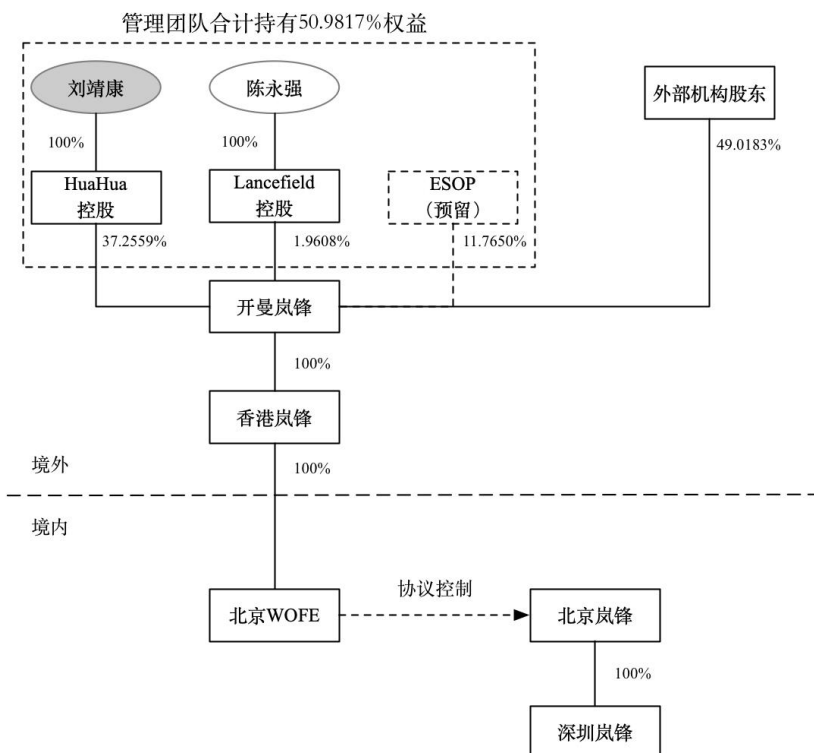 管理团队合计持有50.9817%权益
刘靖康
陈永强
外部机构股东
100%
100%
49.0183%
HuaHua
控股
Lancefield
控股
ESOP
（预留）
37.2559%
1.9608%
11.7650%
开曼岚锋
100%
香港岚锋
境外
100%
境内
北京WOFE
协议控制
北京岚锋
100%
深圳岚锋